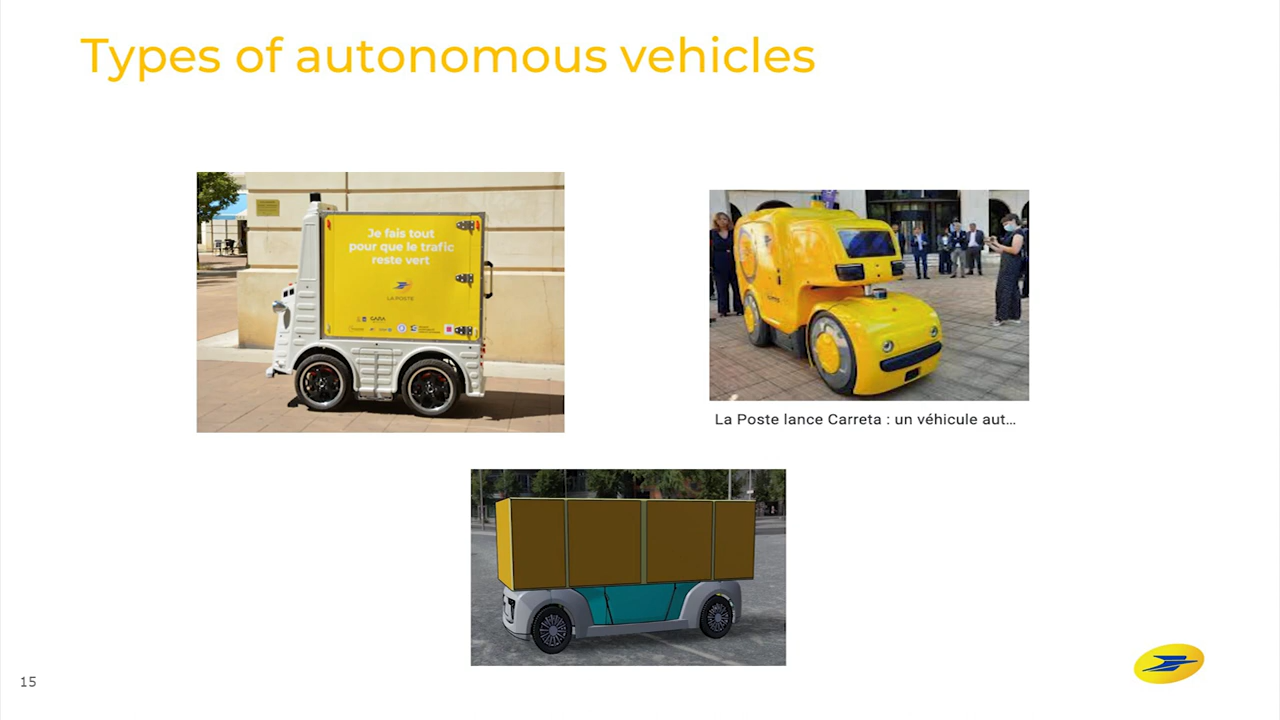 Types of autonomous vehicles
Je fais tout
pour que le trafic
reste vert
LA POSTE
La Poste lance Carreta : un véhicule aut…
15